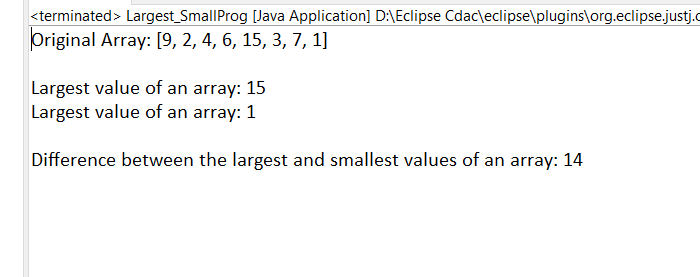 <terminated> Largest_SmallProg [Java Application] D:\Eclipse Cdac\eclipse\plugins\org.eclipse.justj.o
Original Array: [9, 2, 4, 6, 15, 3, 7, 1]
Largest value of an array: 15
Largest value of an array: 1
Difference between the largest and smallest values of an array: 14